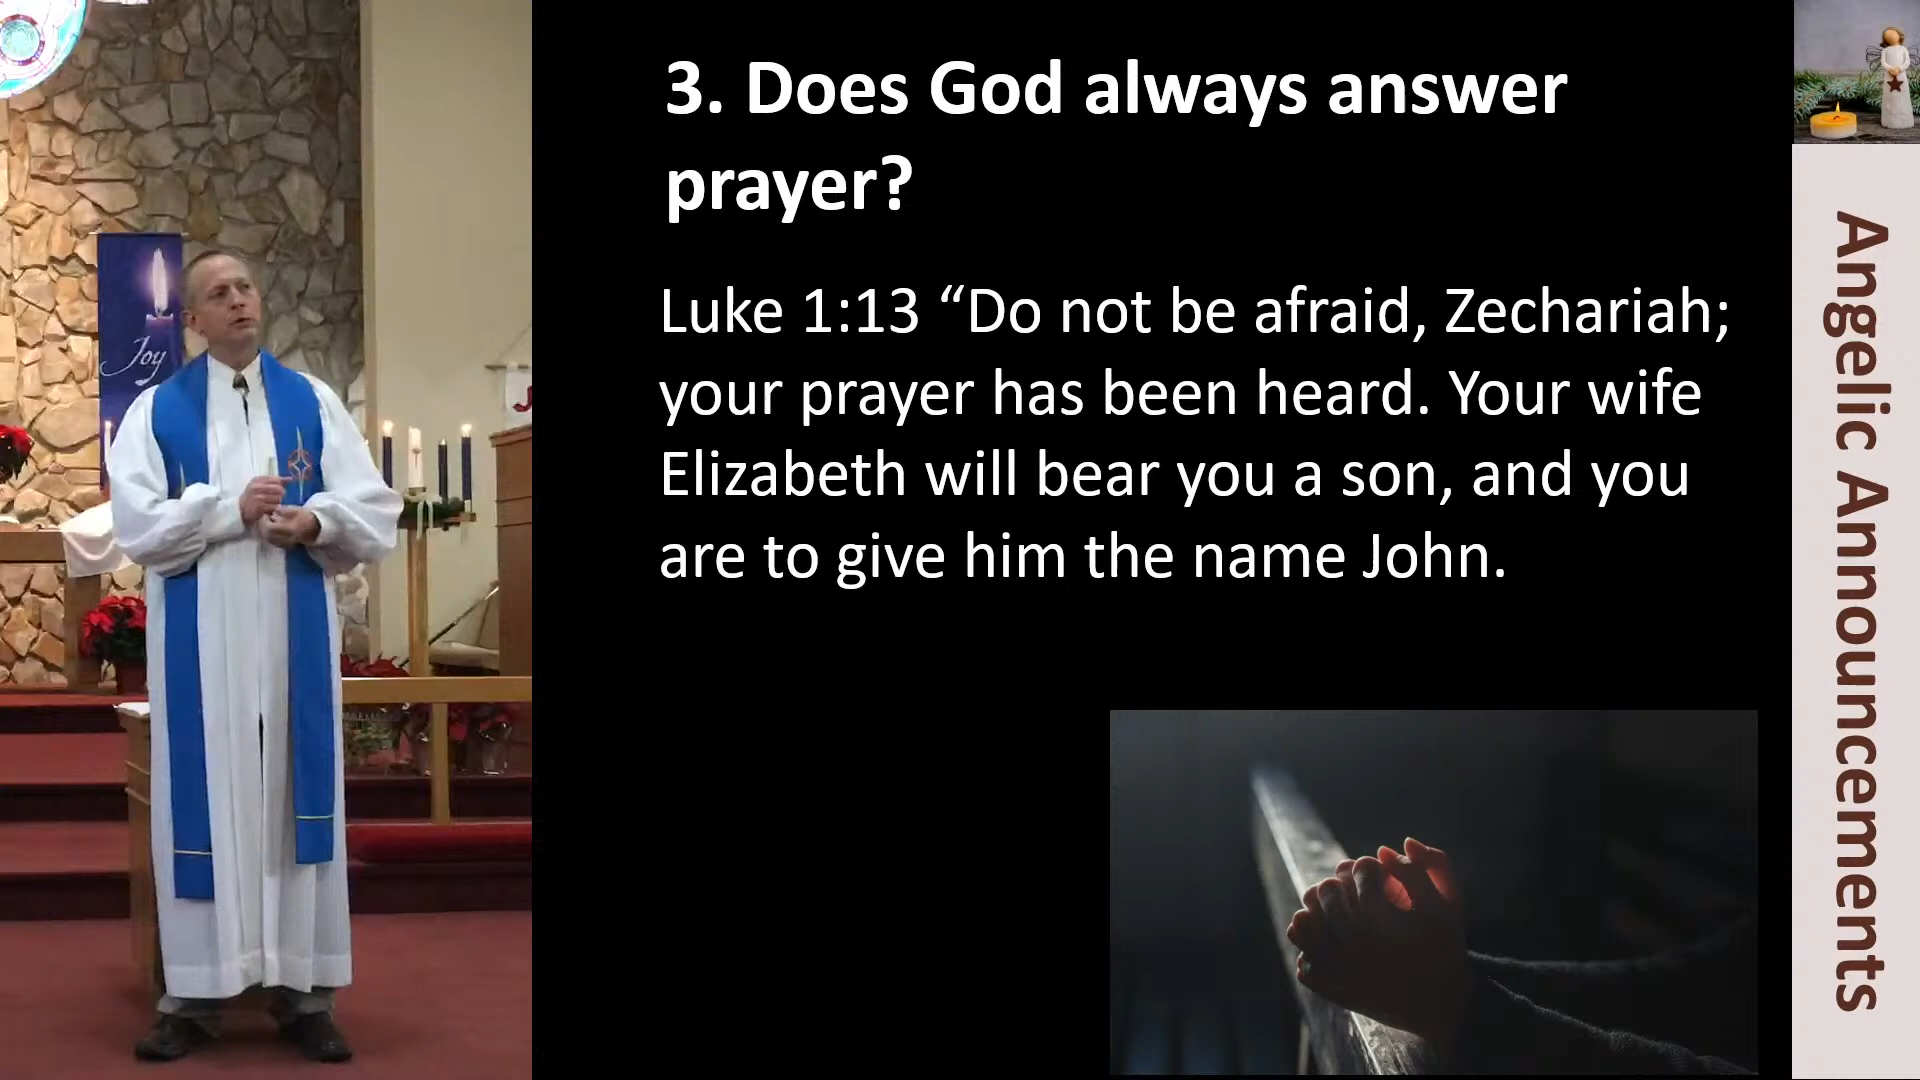 Joy
3. Does God always answer
prayer?
Luke 1:13 “Do not be afraid, Zechariah;
your prayer has been heard. Your wife
Elizabeth will bear you a son, and you
are to give him the name John.
Angelic Announcements